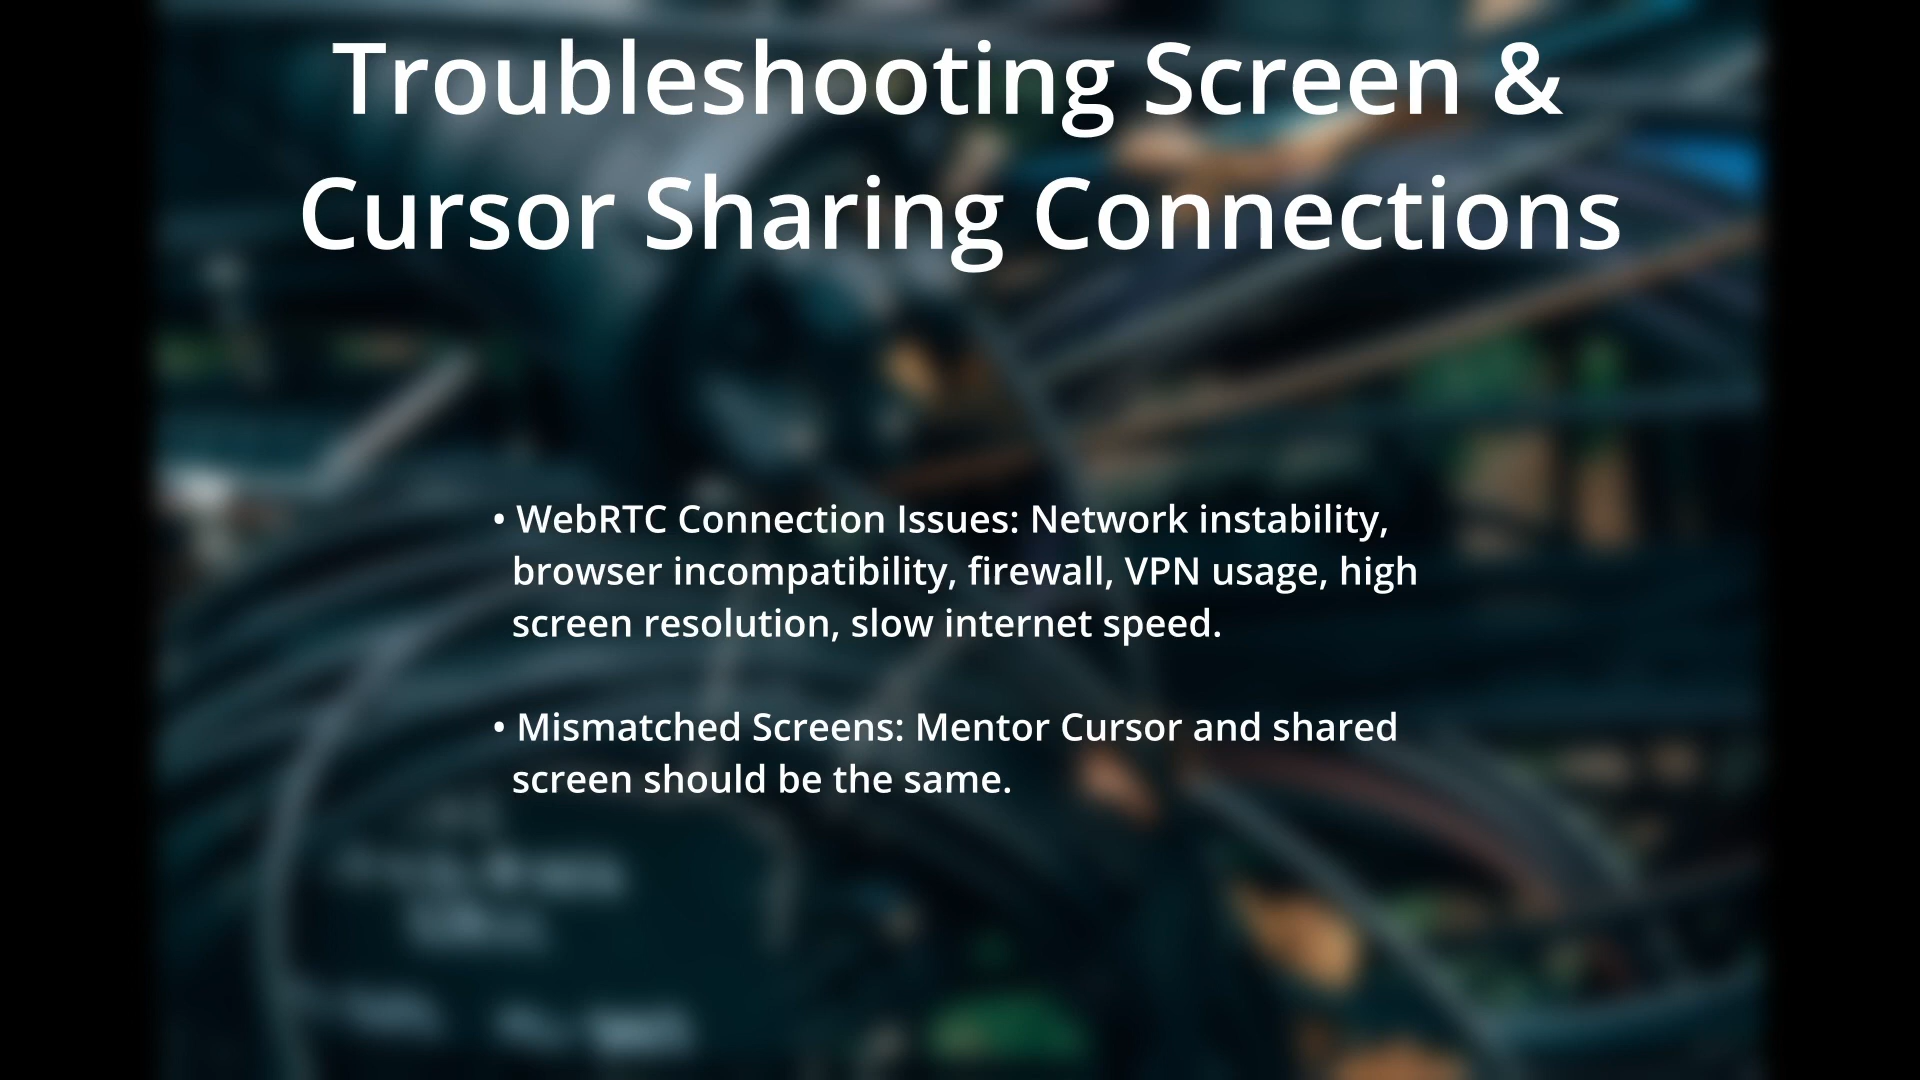 Troubleshooting Screen &
Cursor Sharing Connections
• WebRTC Connection Issues: Network instability,
browser incompatibility, firewall, VPN usage, high
screen resolution, slow internet speed.
• Mismatched Screens: Mentor Cursor and shared
screen should be the same.